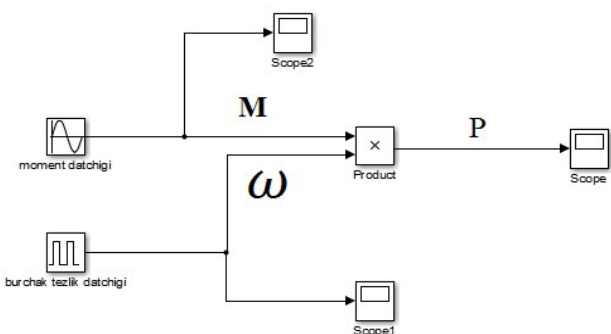 Scope2
M
moment datchigi
×
Product
P
Scope
ω
burchak tezlik datchigi
Scope1